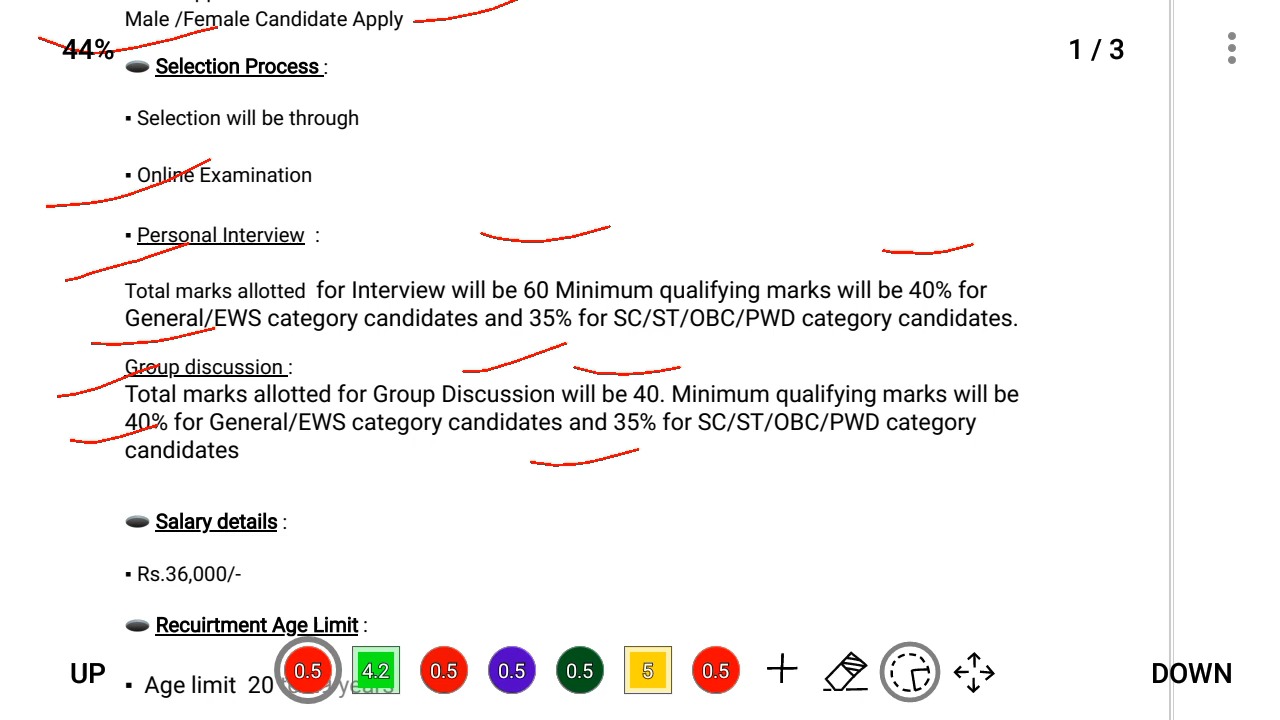 Male /Female Candidate Apply
44%
1 / 3
Selection Process :
▪ Selection will be through
▪ Online Examination
▪ Personal Interview :
Total marks allotted for Interview will be 60 Minimum qualifying marks will be 40% for
General/EWS category candidates and 35% for SC/ST/OBC/PWD category candidates.
Group discussion :
Total marks allotted for Group Discussion will be 40. Minimum qualifying marks will be
40% for General/EWS category candidates and 35% for SC/ST/OBC/PWD category
candidates
Salary details :
▪ Rs.36,000/-
Recuirtment Age Limit :
UP 0.5 4.2 0.5 0.5 0.5 5 0.5 DOWN
▪ Age limit 20 years